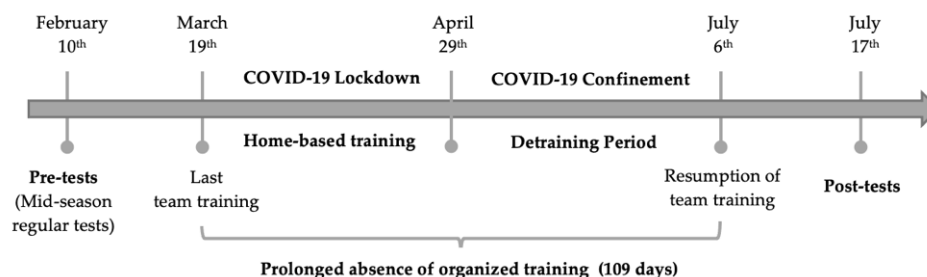 February
10th
March
19th
April
29th
July
6th
July
17th
COVID-19 Lockdown
COVID-19 Confinement
Home-based training
Detraining Period
Pre-tests
(Mid-season
regular tests)
Last
team training
Resumption of
team training
Post-tests
Prolonged absence of organized training (109 days)